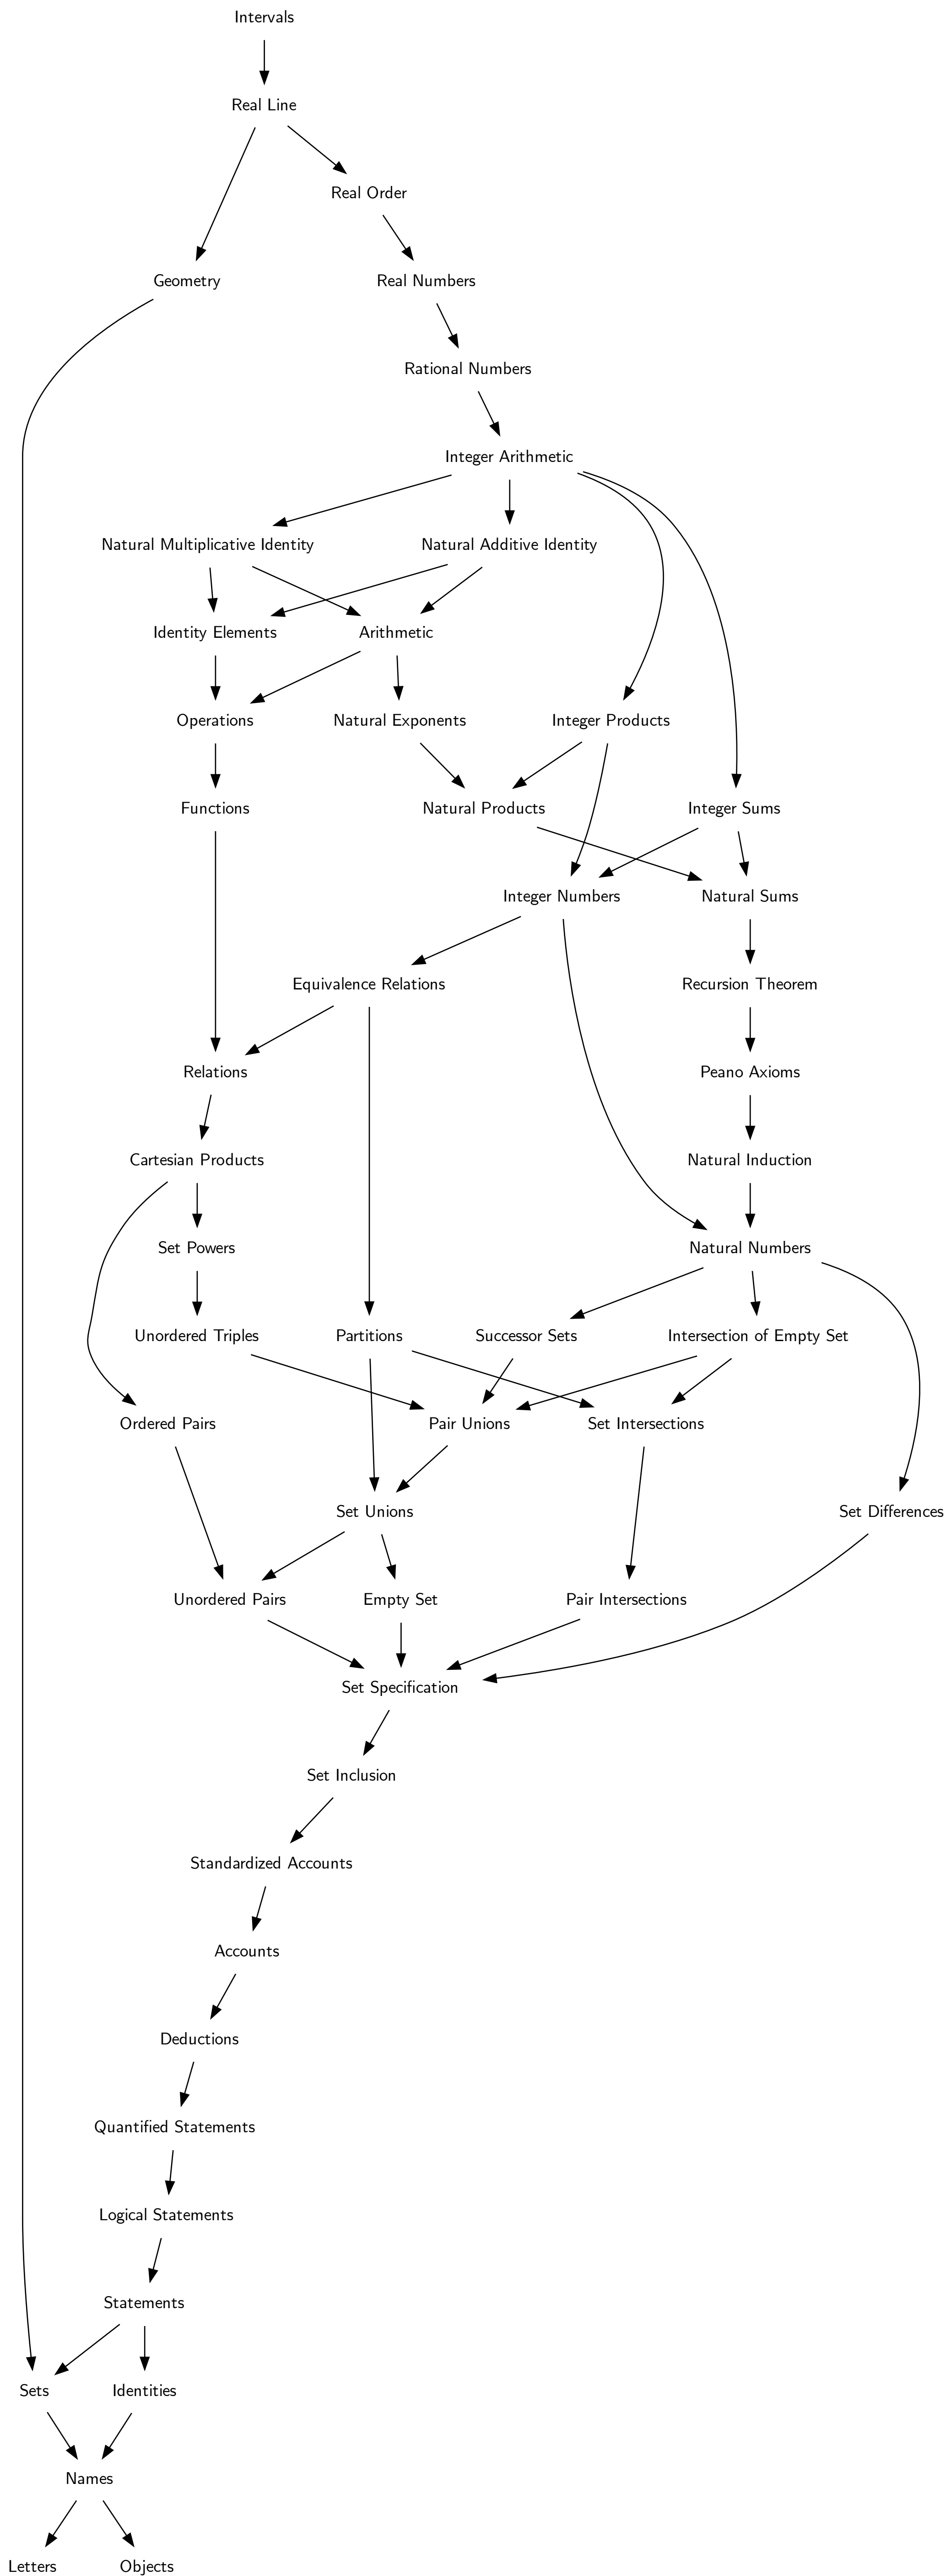 Intervals
Real Line
Real Order
Geometry
Real Numbers
Rational Numbers
Integer Arithmetic
Natural Multiplicative Identity
Natural Additive Identity
Identity Elements
Arithmetic
Operations
Natural Exponents
Integer Products
Functions
Natural Products
Integer Sums
Integer Numbers
Natural Sums
Equivalence Relations
Recursion Theorem
Relations
Peano Axioms
Cartesian Products
Natural Induction
Set Powers
Natural Numbers
Unordered Triples
Partitions
Successor Sets
Intersection of Empty Set
Ordered Pairs
Pair Unions
Set Intersections
Set Unions
Set Differences
Unordered Pairs
Empty Set
Pair Intersections
Set Specification
Set Inclusion
Standardized Accounts
Accounts
Deductions
Quantified Statements
Logical Statements
Statements
Sets
Identities
Names
Letters
Objects